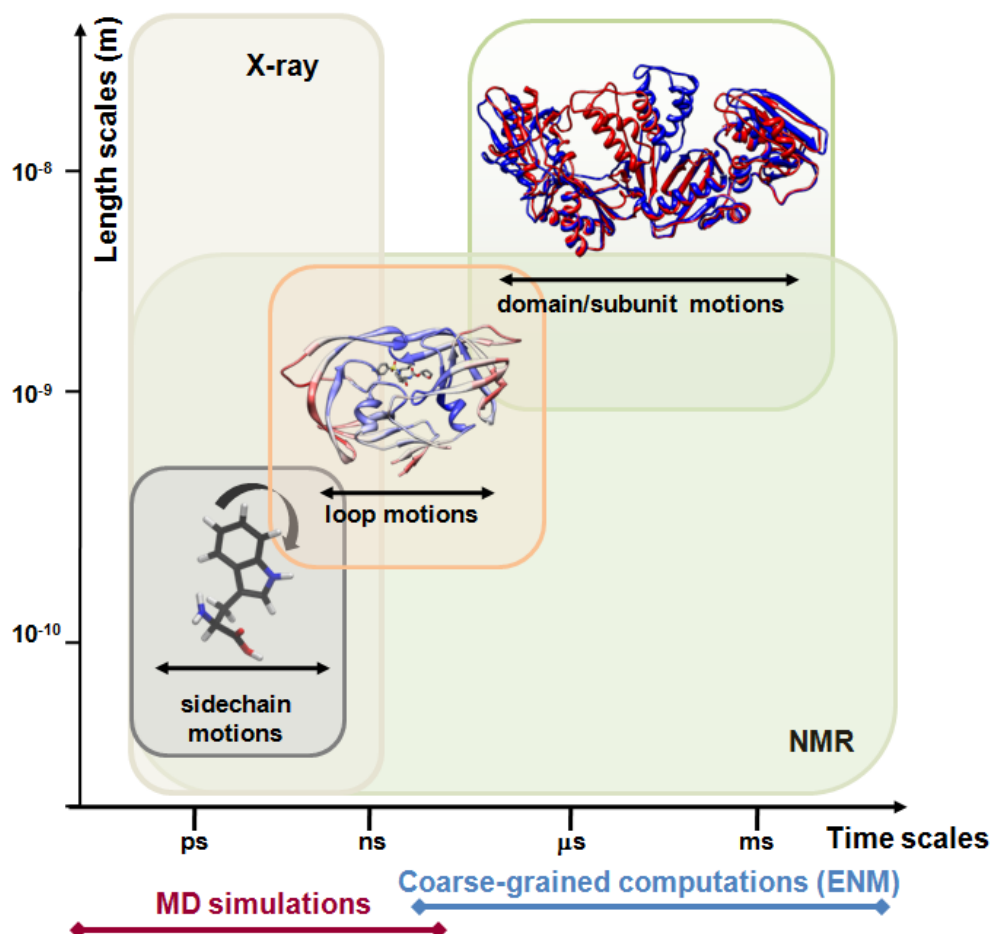 Length scales (m)
X-ray
10⁻⁸
domain/subunit motions
10⁻⁹
loop motions
10⁻¹⁰
sidechain
motions
NMR
ps
ns
μs
ms
Time scales
Coarse-grained computations (ENM)
MD simulations